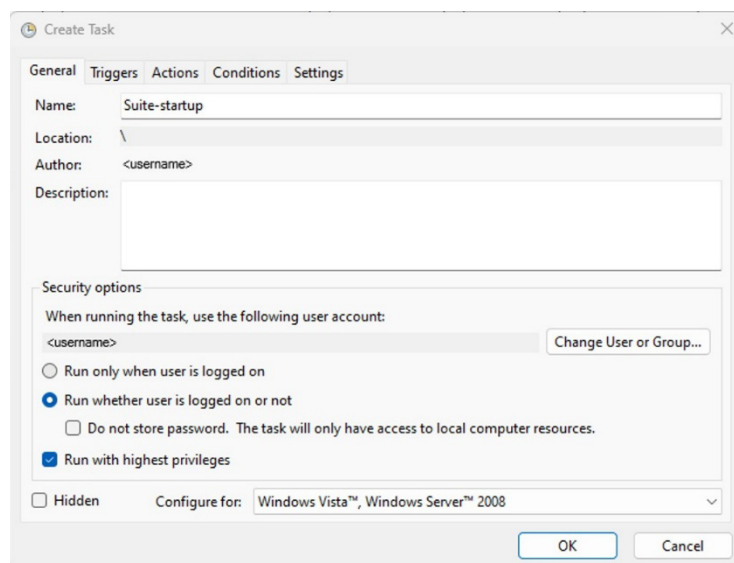 Create Task
General Triggers Actions Conditions Settings
Name: Suite-startup
Location: \
Author: <username>
Description:
Security options
When running the task, use the following user account:
<username> Change User or Group...
Run only when user is logged on
Run whether user is logged on or not
Do not store password. The task will only have access to local computer resources.
Run with highest privileges
Hidden Configure for: Windows Vista™, Windows Server™ 2008
OK Cancel